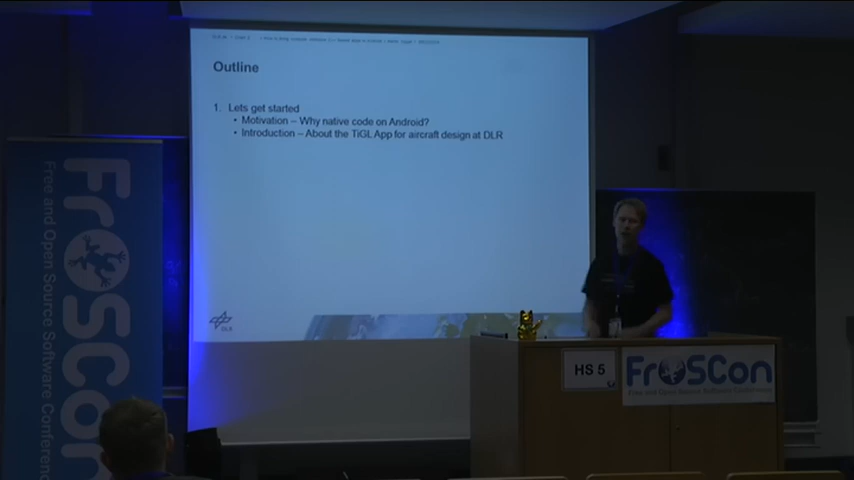 Outline
1. Lets get started
• Motivation – Why native code on Android?
• Introduction – About the TiGL App for aircraft design at DLR
DLR
HS 5
FrOSCon
Free and Open Source Software Conference
FrOSCon
Free and Open Source Software Conference